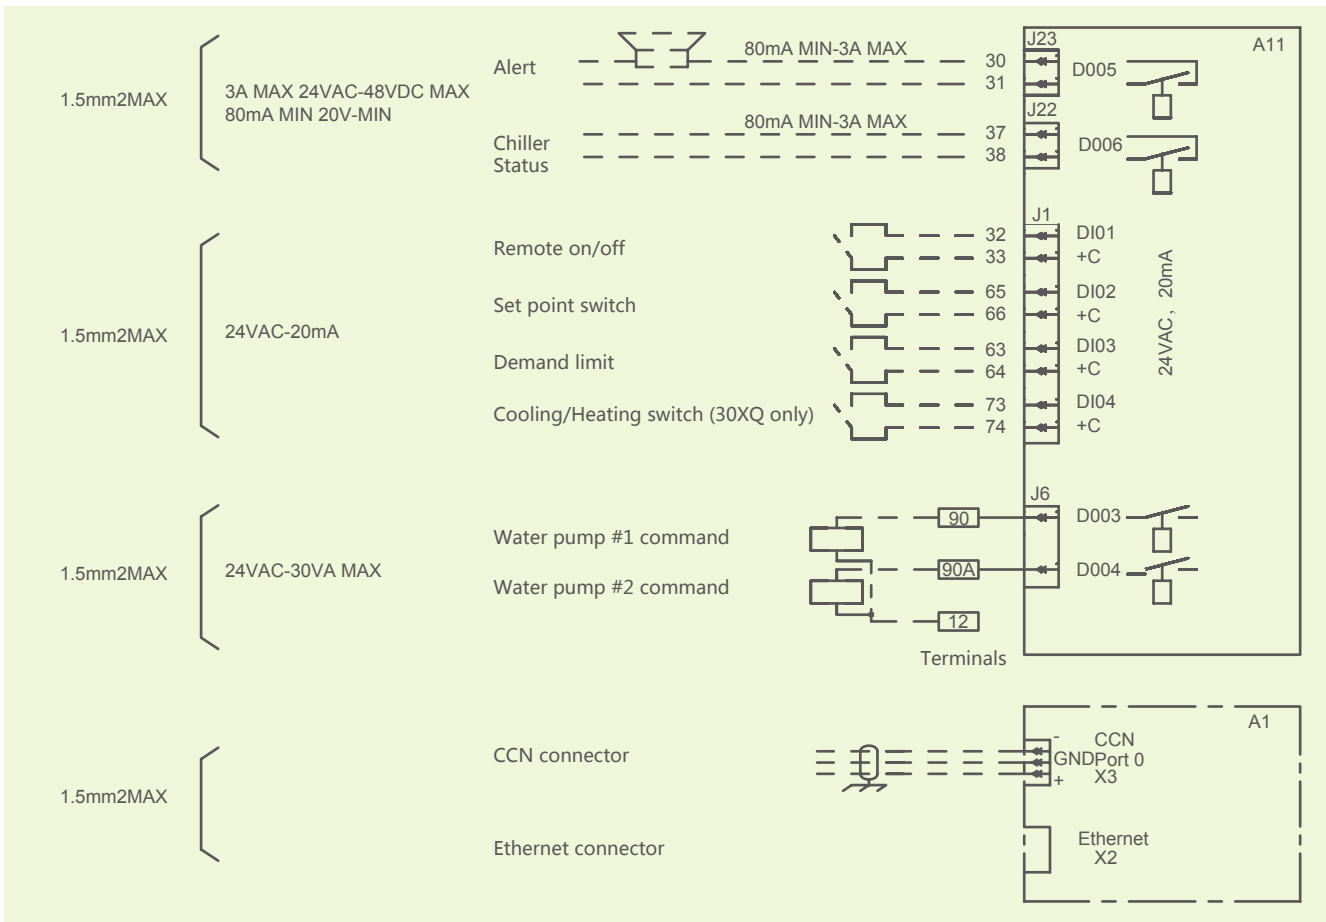 J23
A11
80mA MIN-3A MAX
30
Alert
D005
31
3A MAX 24VAC-48VDC MAX
1.5mm2MAX
80mA MIN 20V-MIN
J22
80mA MIN-3A MAX
37
Chiller
Status
D006
38
J1
32
DI01
Remote on/off
33
+C
65
DI02
Set point switch
66
+C
24VAC, 20mA
1.5mm2MAX
24VAC-20mA
63
DI03
Demand limit
64
+C
73
DI04
Cooling/Heating switch (30XQ only)
74
+C
J6
90
D003
Water pump #1 command
1.5mm2MAX
24VAC-30VA MAX
90A
D004
Water pump #2 command
12
Terminals
A1
-
CCN
CCN connector
GND
Port 0
X3
+
1.5mm2MAX
Ethernet
X2
Ethernet connector